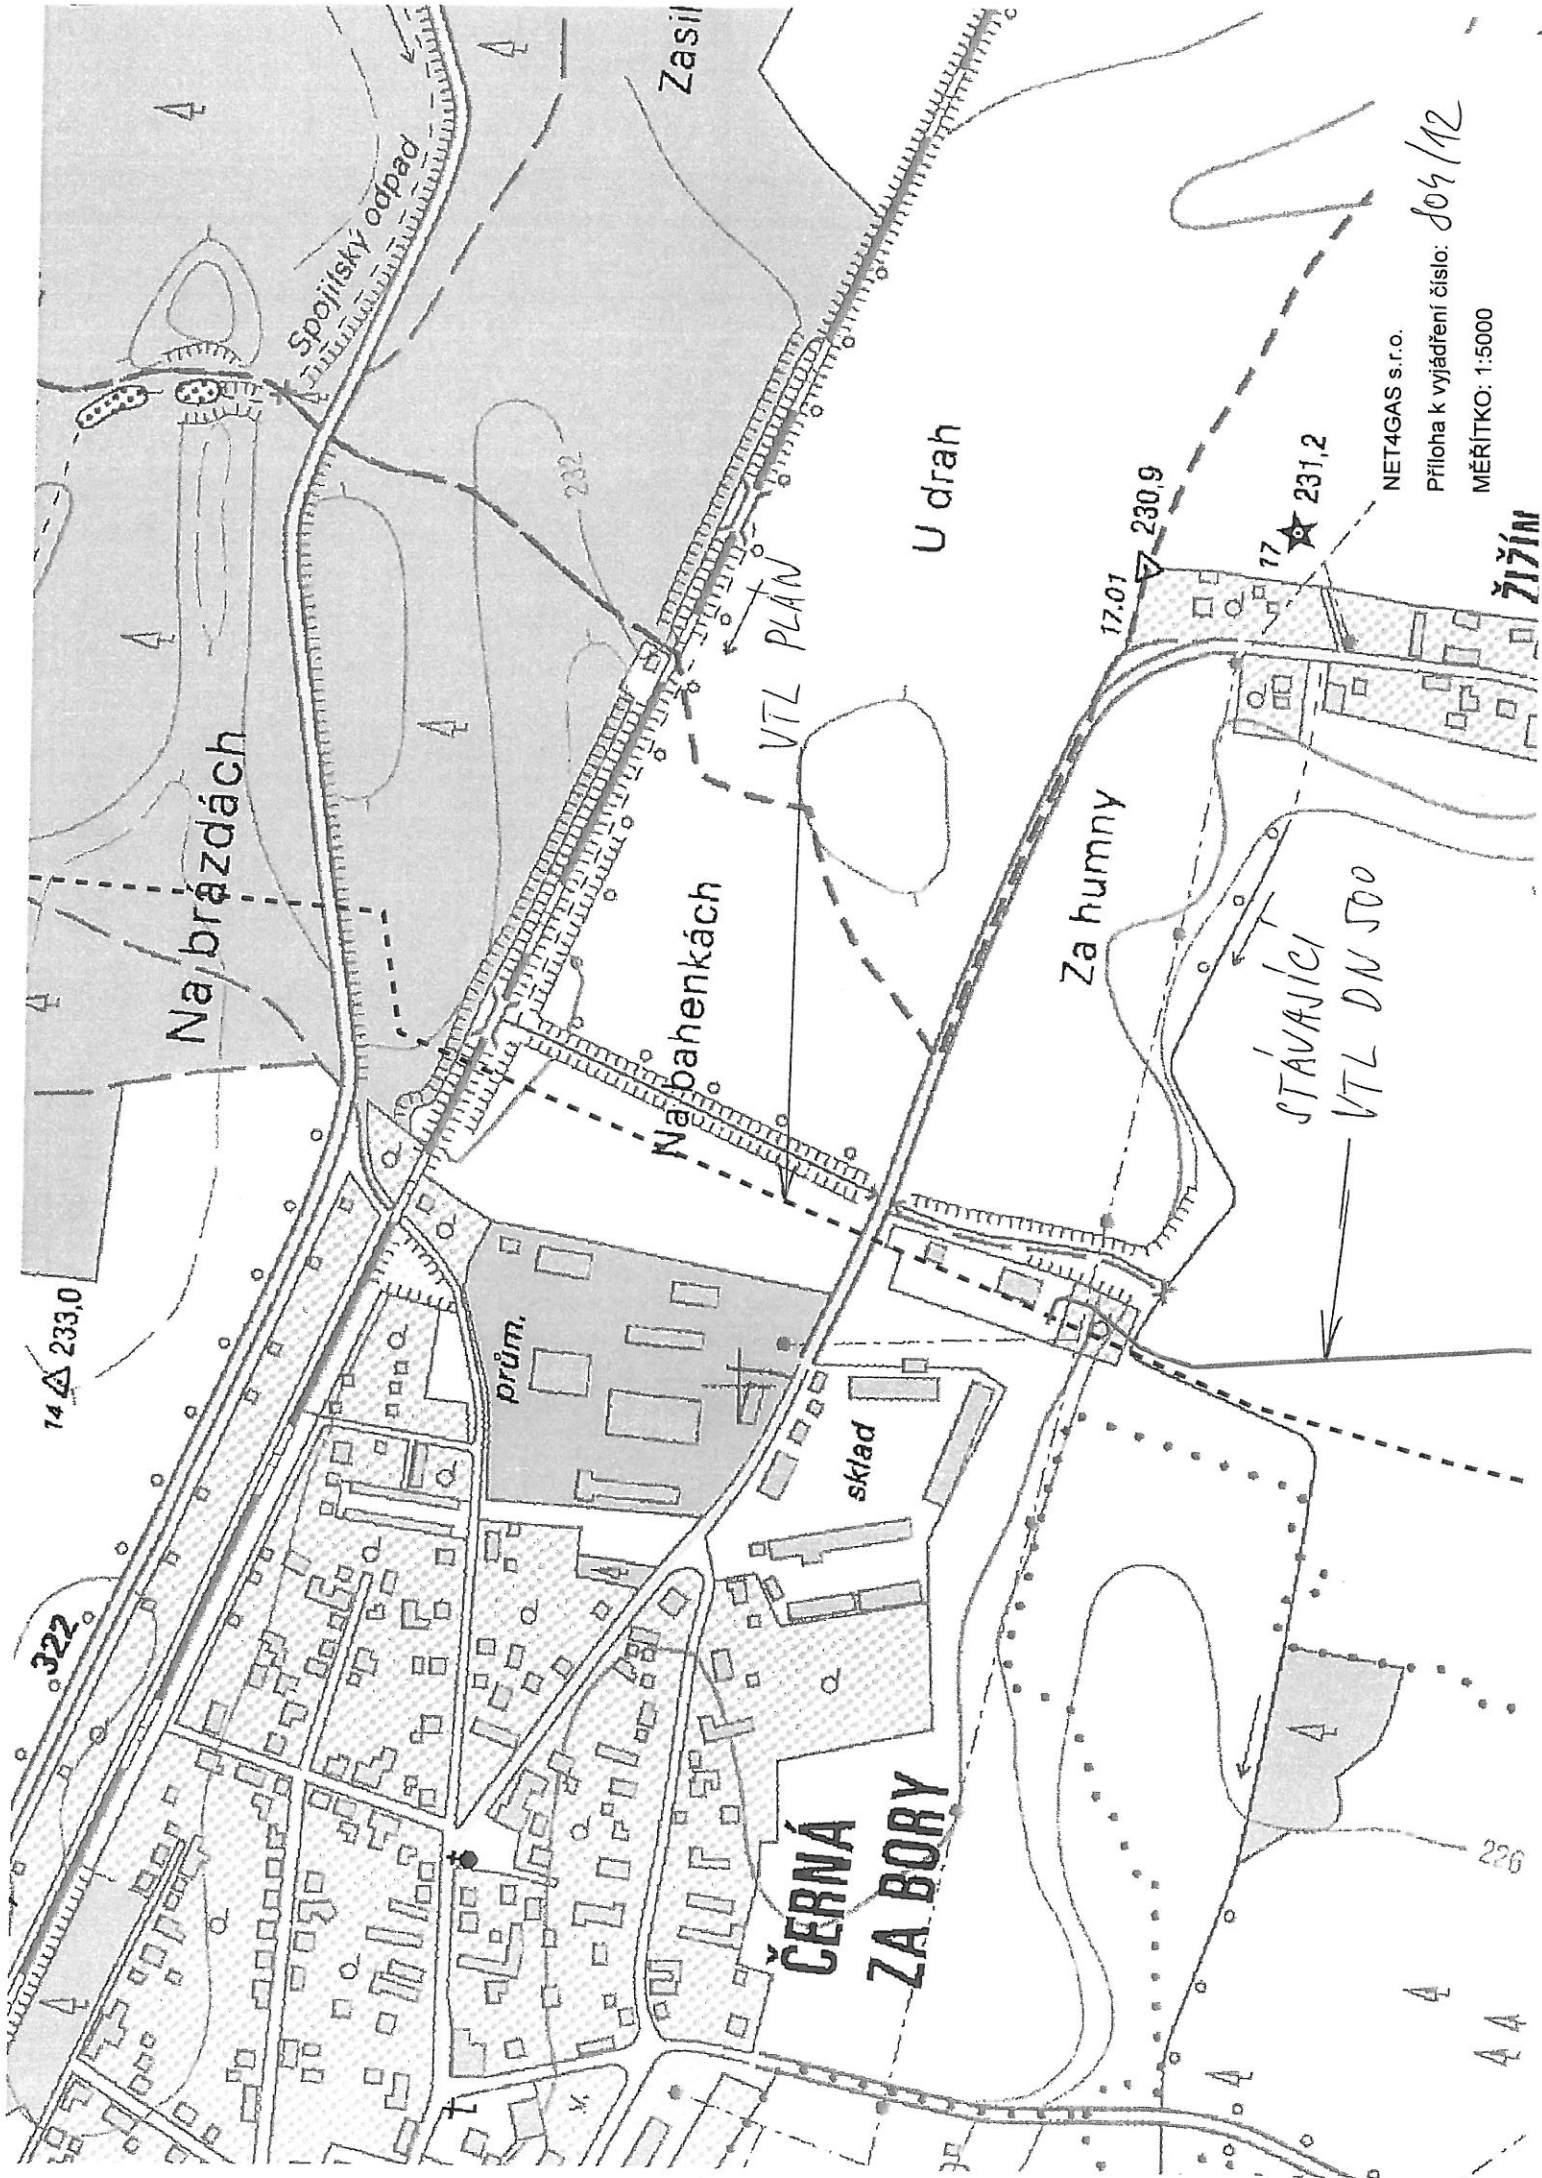 Zasil
Spojilský odpad
Na brázdách
14 233,0
232
U drah
VTL PLÁN
Na bahenkách
prům.
322
17.01
230,9
17
231,2
Za humny
sklad
STÁVAJÍCÍ
VTL DN 500
NET4GAS s.r.o.
Příloha k vyjádření číslo: 804/12
MĚŘÍTKO: 1:5000
ŽIŽÍN
ČERNÁ
ZA BORY
226